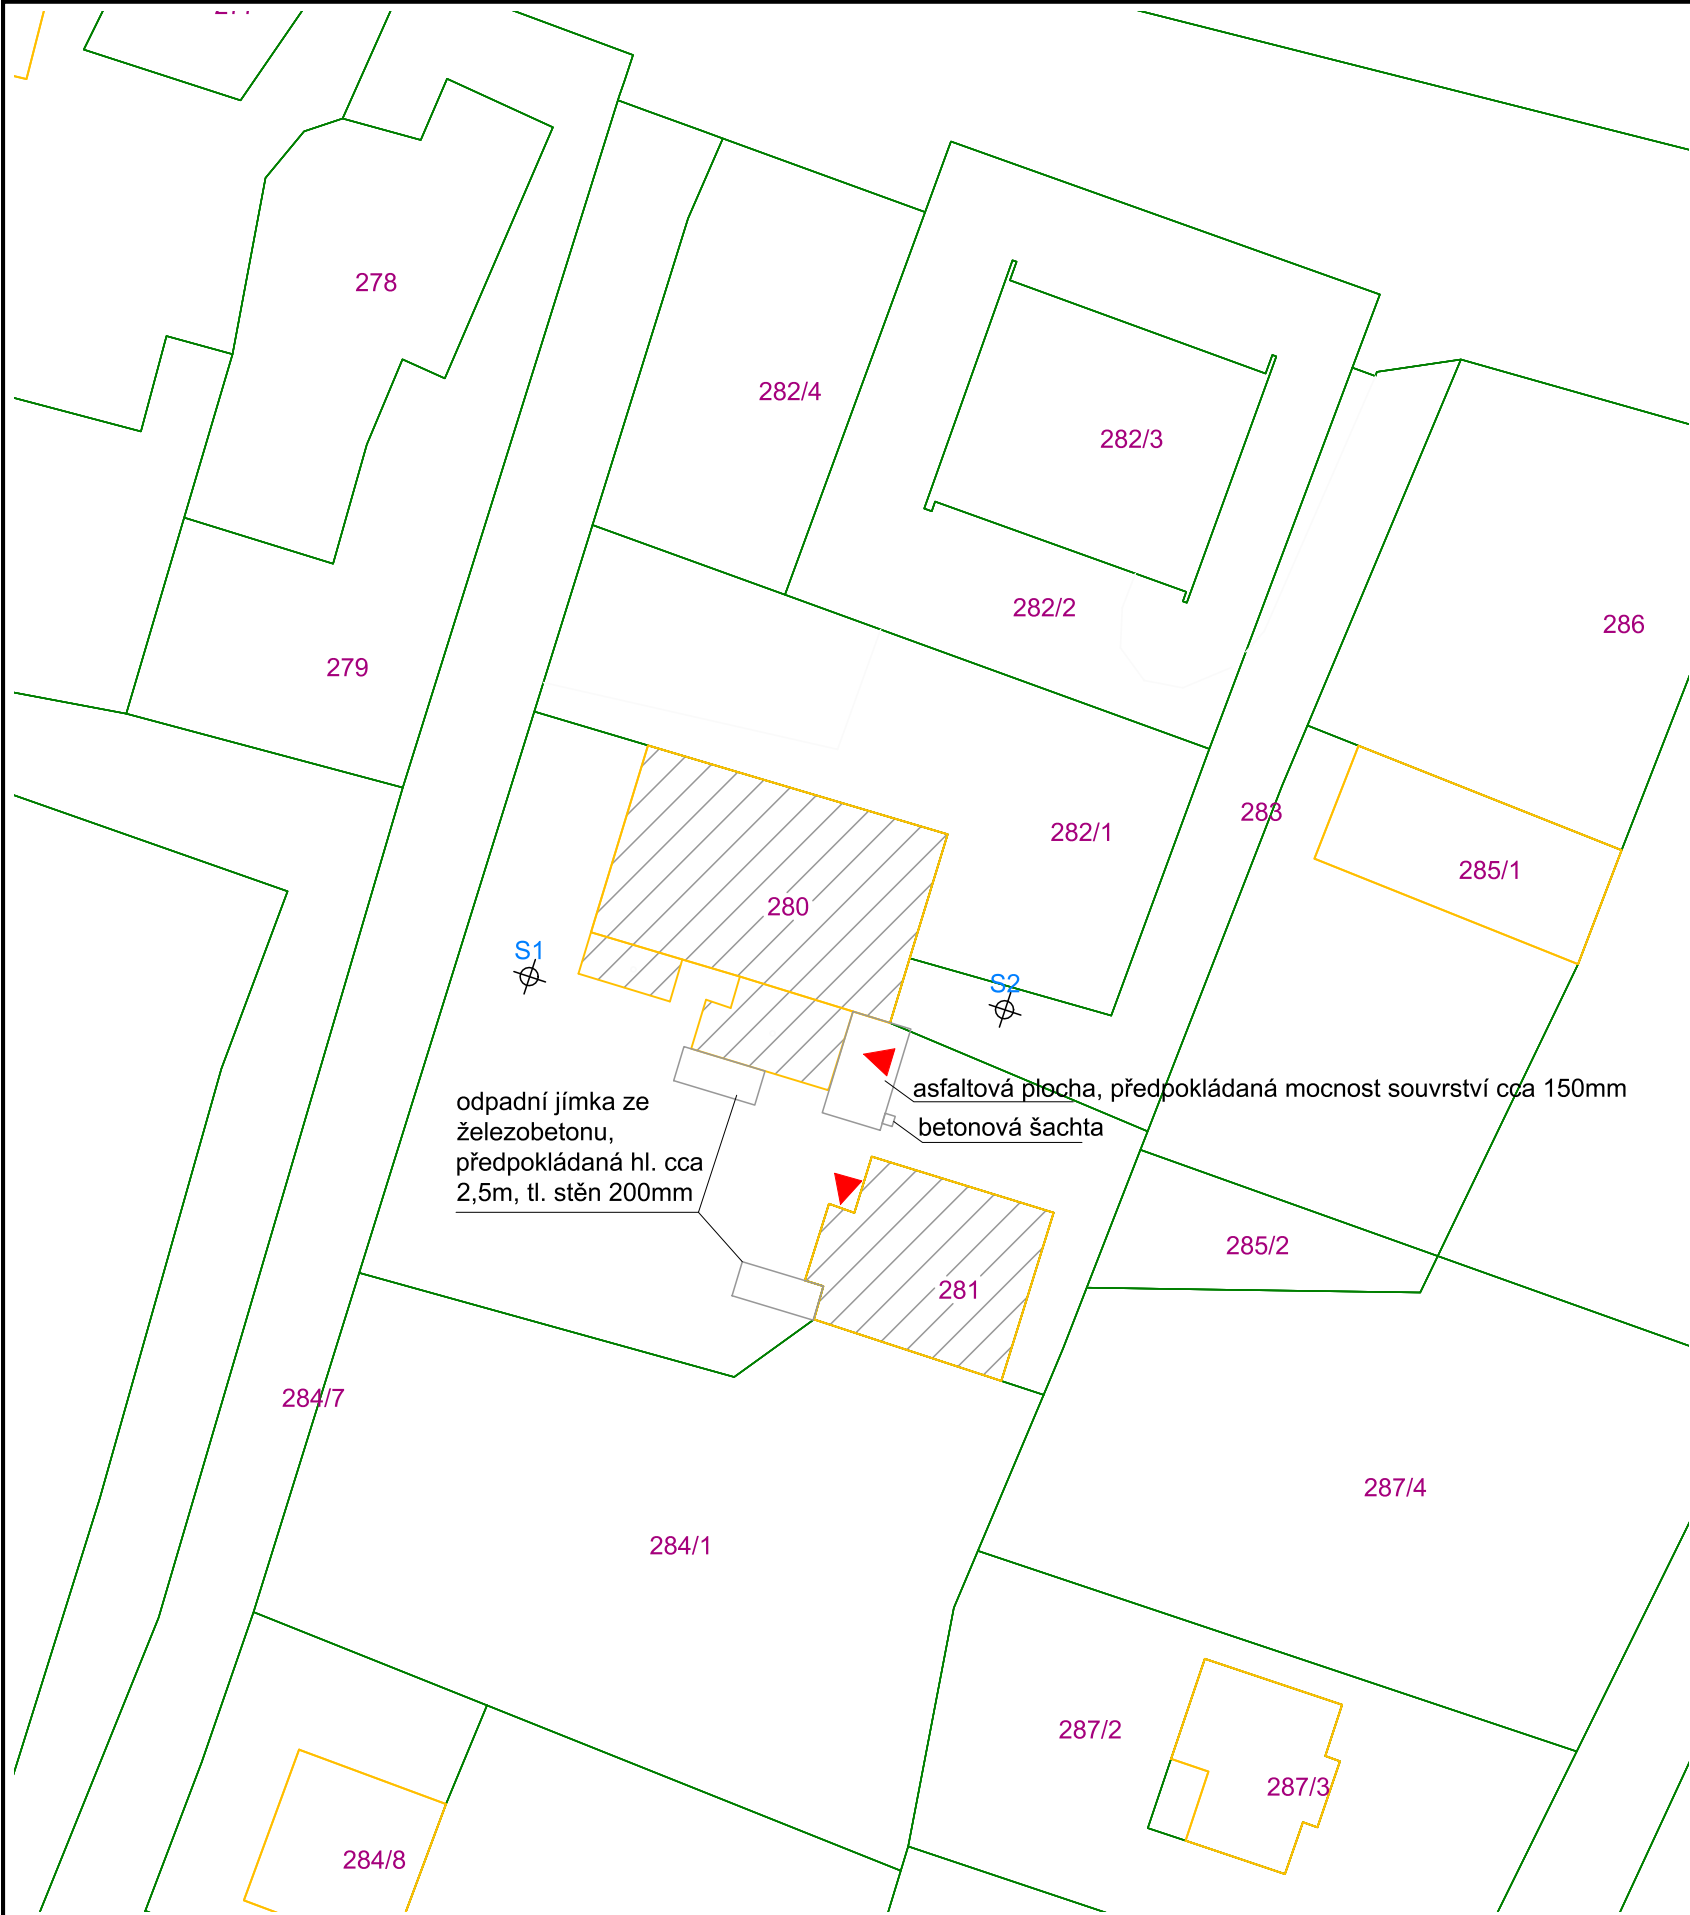 278
282/4
282/3
282/2
286
279
283
282/1
285/1
280
S1
S2
asfaltová plocha, předpokládaná mocnost souvrství cca 150mm
betonová šachta
odpadní jímka ze
železobetonu,
předpokládaná hl. cca
2,5m, tl. stěn 200mm
285/2
281
284/7
287/4
284/1
287/2
287/3
284/8